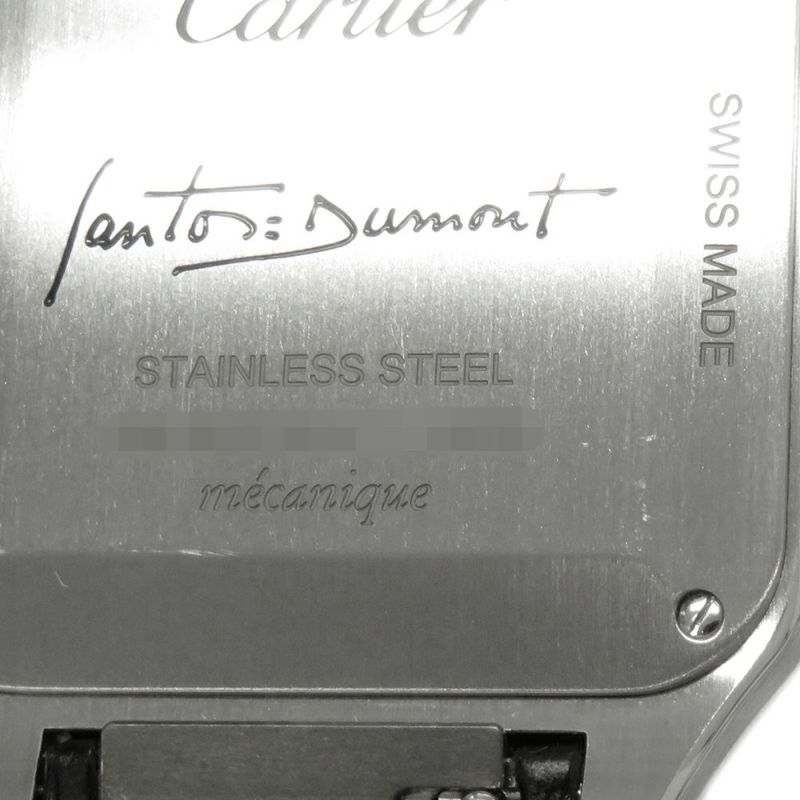 Cartier
Santos=Dumont
STAINLESS STEEL
mécanique
SWISS MADE